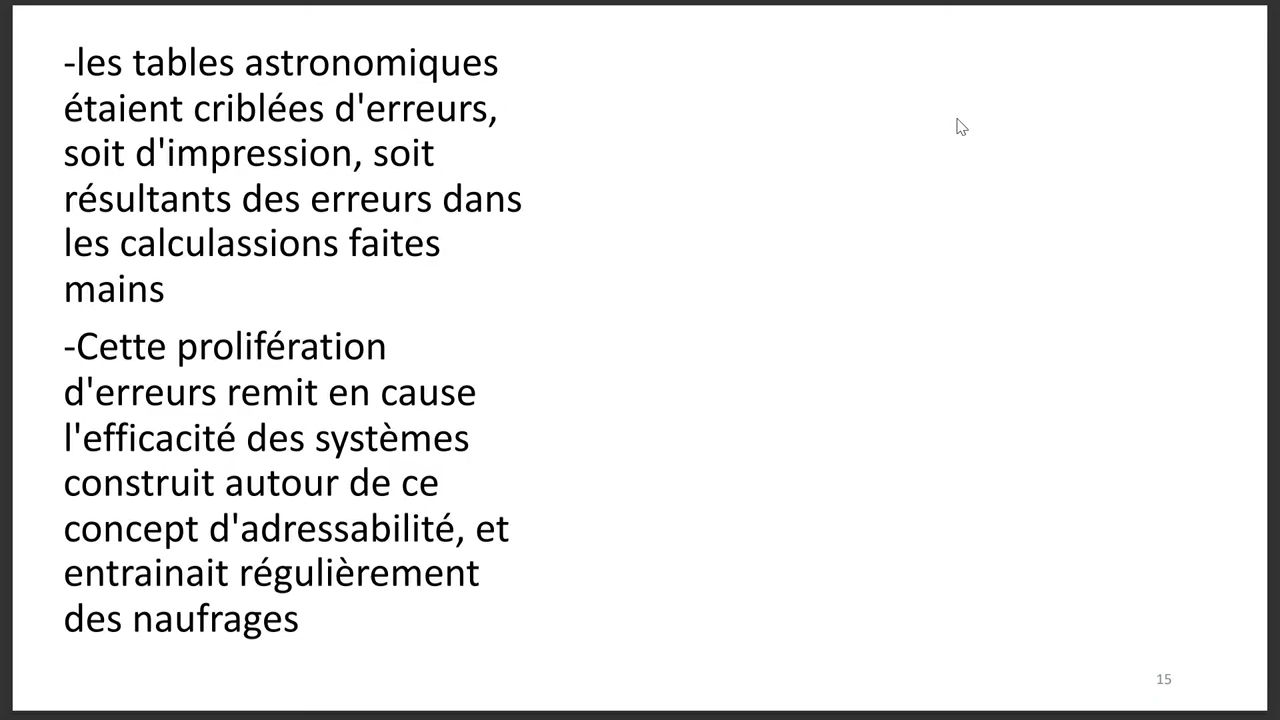 -les tables astronomiques
étaient criblées d'erreurs,
soit d'impression, soit
résultants des erreurs dans
les calculassions faites
mains
-Cette prolifération
d'erreurs remit en cause
l'efficacité des systèmes
construit autour de ce
concept d'adressabilité, et
entrainait régulièrement
des naufrages
15